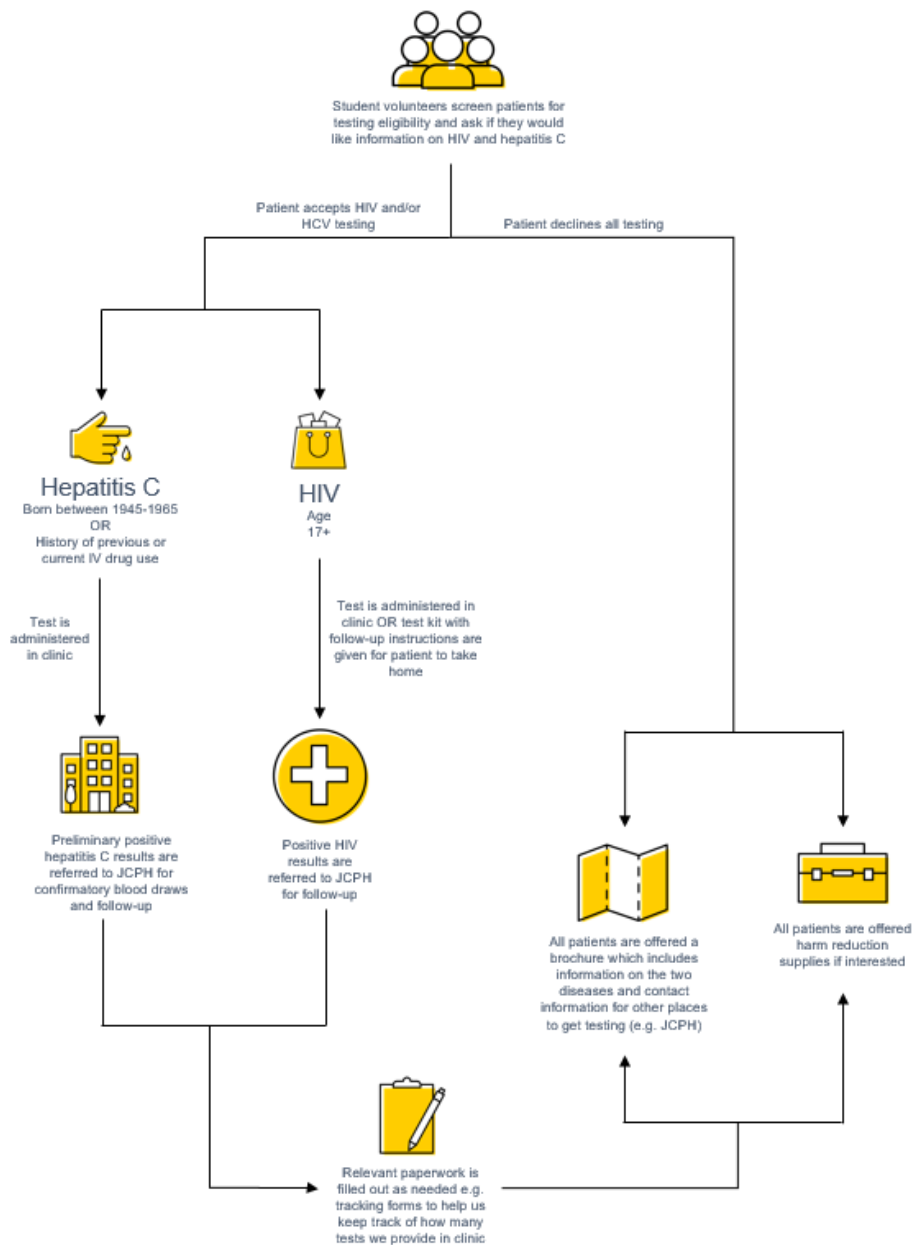 Student volunteers screen patients for
testing eligibility and ask if they would
like information on HIV and hepatitis C
Patient accepts HIV and/or
HCV testing
Patient declines all testing
Hepatitis C
Born between 1945-1965
OR
History of previous or
current IV drug use
HIV
Age
17+
Test is
administered
in clinic
Test is administered in
clinic OR test kit with
follow-up instructions are
given for patient to take
home
Preliminary positive
hepatitis C results are
referred to JCPH for
confirmatory blood draws
and follow-up
Positive HIV
results are
referred to JCPH
for follow-up
All patients are offered a
brochure which includes
information on the two
diseases and contact
information for other places
to get testing (e.g. JCPH)
All patients are offered
harm reduction
supplies if interested
Relevant paperwork is
filled out as needed e.g.
tracking forms to help us
keep track of how many
tests we provide in clinic